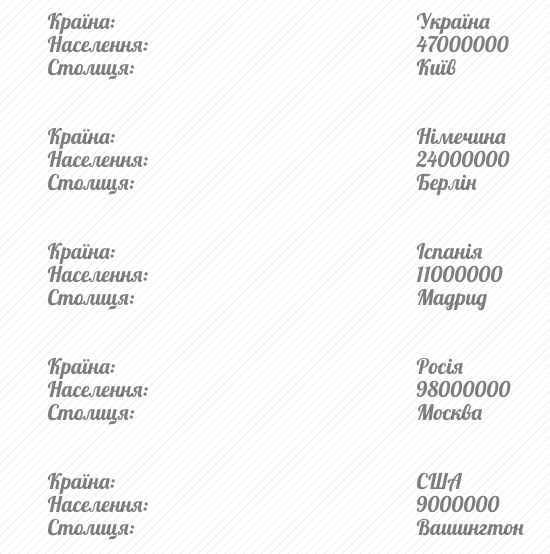 Країна: Україна
Населення: 47000000
Столиця: Київ
Країна: Німечина
Населення: 24000000
Столиця: Берлін
Країна: Іспанія
Населення: 11000000
Столиця: Мадрид
Країна: Росія
Населення: 98000000
Столиця: Москва
Країна: США
Населення: 9000000
Столиця: Вашингтон